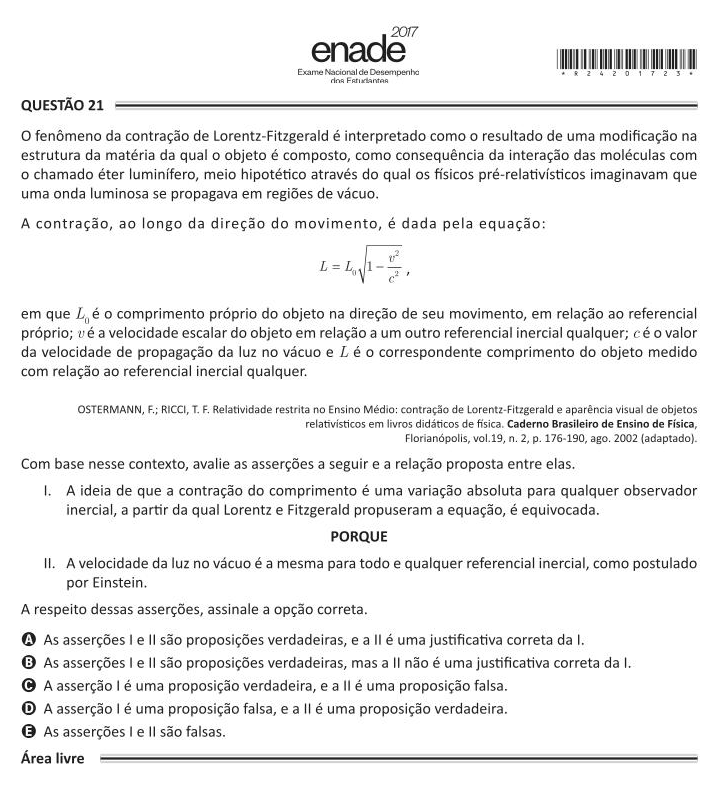 2017
enade
Exame Nacional de Desempenho
dos Estudantes
* R 2 4 2 0 1 7 2 3 *
QUESTÃO 21
O fenômeno da contração de Lorentz-Fitzgerald é interpretado como o resultado de uma modificação na
estrutura da matéria da qual o objeto é composto, como consequência da interação das moléculas com
o chamado éter luminífero, meio hipotético através do qual os físicos pré-relativísticos imaginavam que
uma onda luminosa se propagava em regiões de vácuo.
A contração, ao longo da direção do movimento, é dada pela equação:
L = L₀√(1 − v²/c²) ,
em que L₀ é o comprimento próprio do objeto na direção de seu movimento, em relação ao referencial
próprio; v é a velocidade escalar do objeto em relação a um outro referencial inercial qualquer; c é o valor
da velocidade de propagação da luz no vácuo e L é o correspondente comprimento do objeto medido
com relação ao referencial inercial qualquer.
OSTERMANN, F.; RICCI, T. F. Relatividade restrita no Ensino Médio: contração de Lorentz-Fitzgerald e aparência visual de objetos
relativísticos em livros didáticos de física. Caderno Brasileiro de Ensino de Física,
Florianópolis, vol.19, n. 2, p. 176-190, ago. 2002 (adaptado).
Com base nesse contexto, avalie as asserções a seguir e a relação proposta entre elas.
I. A ideia de que a contração do comprimento é uma variação absoluta para qualquer observador
inercial, a partir da qual Lorentz e Fitzgerald propuseram a equação, é equivocada.
PORQUE
II. A velocidade da luz no vácuo é a mesma para todo e qualquer referencial inercial, como postulado
por Einstein.
A respeito dessas asserções, assinale a opção correta.
A As asserções I e II são proposições verdadeiras, e a II é uma justificativa correta da I.
B As asserções I e II são proposições verdadeiras, mas a II não é uma justificativa correta da I.
C A asserção I é uma proposição verdadeira, e a II é uma proposição falsa.
D A asserção I é uma proposição falsa, e a II é uma proposição verdadeira.
E As asserções I e II são falsas.
Área livre